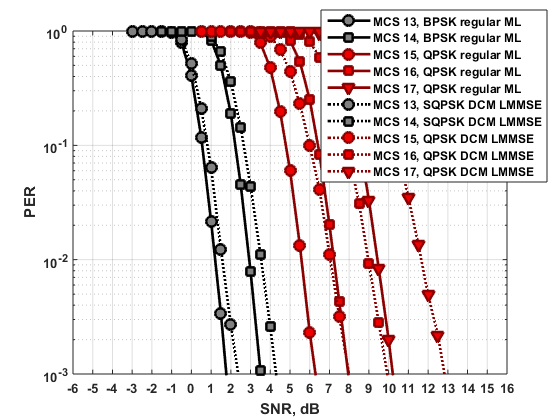 MCS 13, BPSK regular ML
MCS 14, BPSK regular ML
MCS 15, QPSK regular ML
MCS 16, QPSK regular ML
MCS 17, QPSK regular ML
MCS 13, SQPSK DCM LMMSE
MCS 14, SQPSK DCM LMMSE
MCS 15, QPSK DCM LMMSE
MCS 16, QPSK DCM LMMSE
MCS 17, QPSK DCM LMMSE
10^0
10^-1
10^-2
10^-3
PER
-6 -5 -4 -3 -2 -1 0 1 2 3 4 5 6 7 8 9 10 11 12 13 14 15 16
SNR, dB